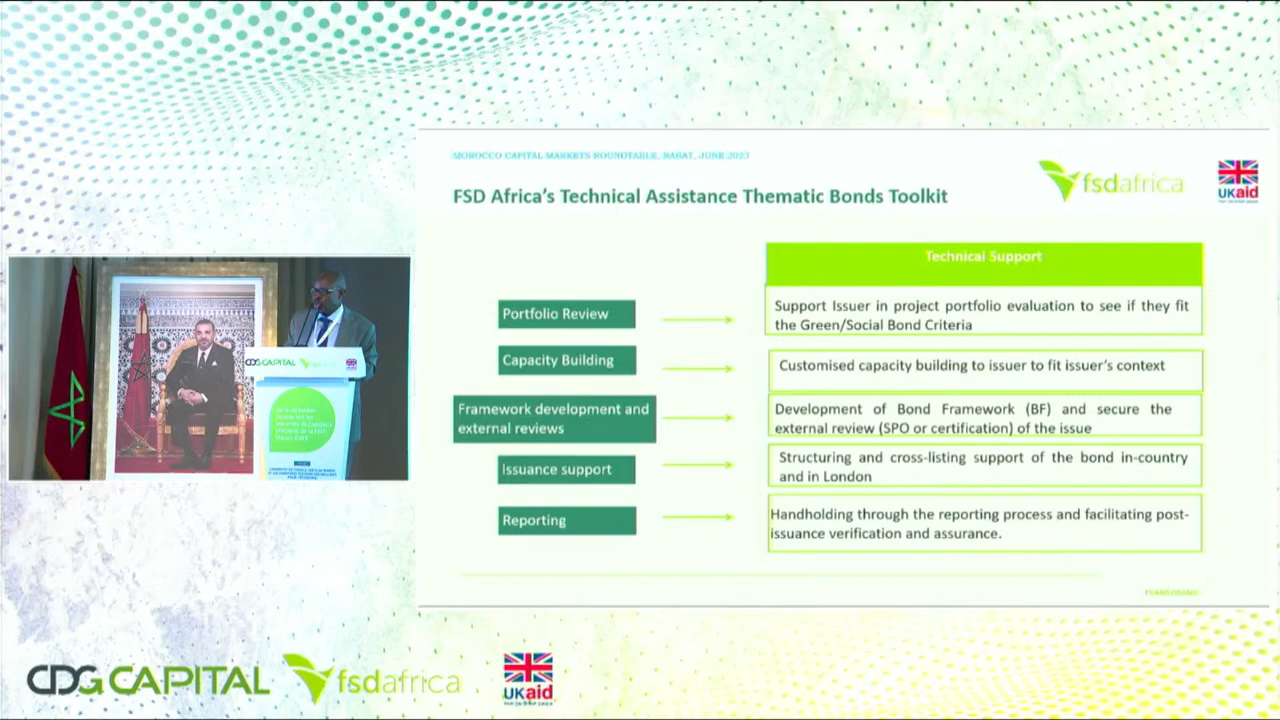 MOROCCO CAPITAL MARKETS ROUNDTABLE, RABAT, JUNE 2023
FSD Africa's Technical Assistance Thematic Bonds Toolkit
fsdafrica
UKaid
Technical Support
Portfolio Review
Support Issuer in project portfolio evaluation to see if they fit
the Green/Social Bond Criteria
Capacity Building
Customised capacity building to issuer to fit issuer's context
Framework development and
external reviews
Development of Bond Framework (BF) and secure the
external review (SPO or certification) of the issue
Issuance support
Structuring and cross-listing support of the bond in-country
and in London
Reporting
Handholding through the reporting process and facilitating post-
issuance verification and assurance.
CDG CAPITAL
CDG CAPITAL
fsdafrica
UKaid